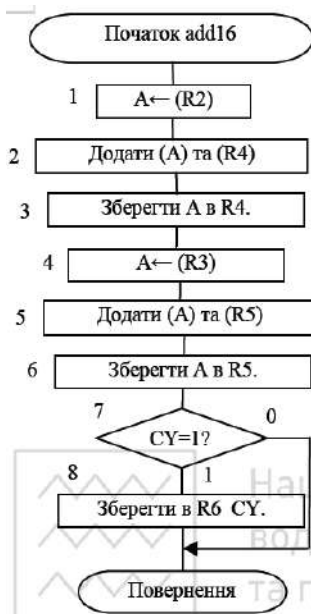 Початок add16
1
А← (R2)
2
Додати (А) та (R4)
3
Зберегти А в R4.
4
А← (R3)
5
Додати (А) та (R5)
6
Зберегти А в R5.
7
0
CY=1?
8
1
Зберегти в R6 CY.
Повернення